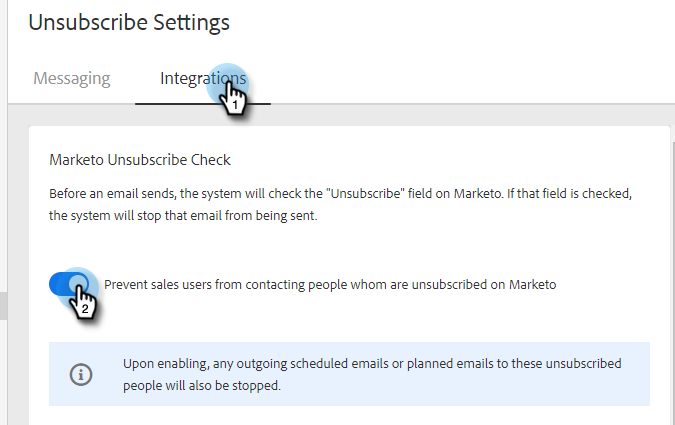 Unsubscribe Settings
Messaging Integrations
1
Marketo Unsubscribe Check
Before an email sends, the system will check the "Unsubscribe" field on Marketo. If that field is checked,
the system will stop that email from being sent.
Prevent sales users from contacting people whom are unsubscribed on Marketo
2
Upon enabling, any outgoing scheduled emails or planned emails to these unsubscribed
people will also be stopped.